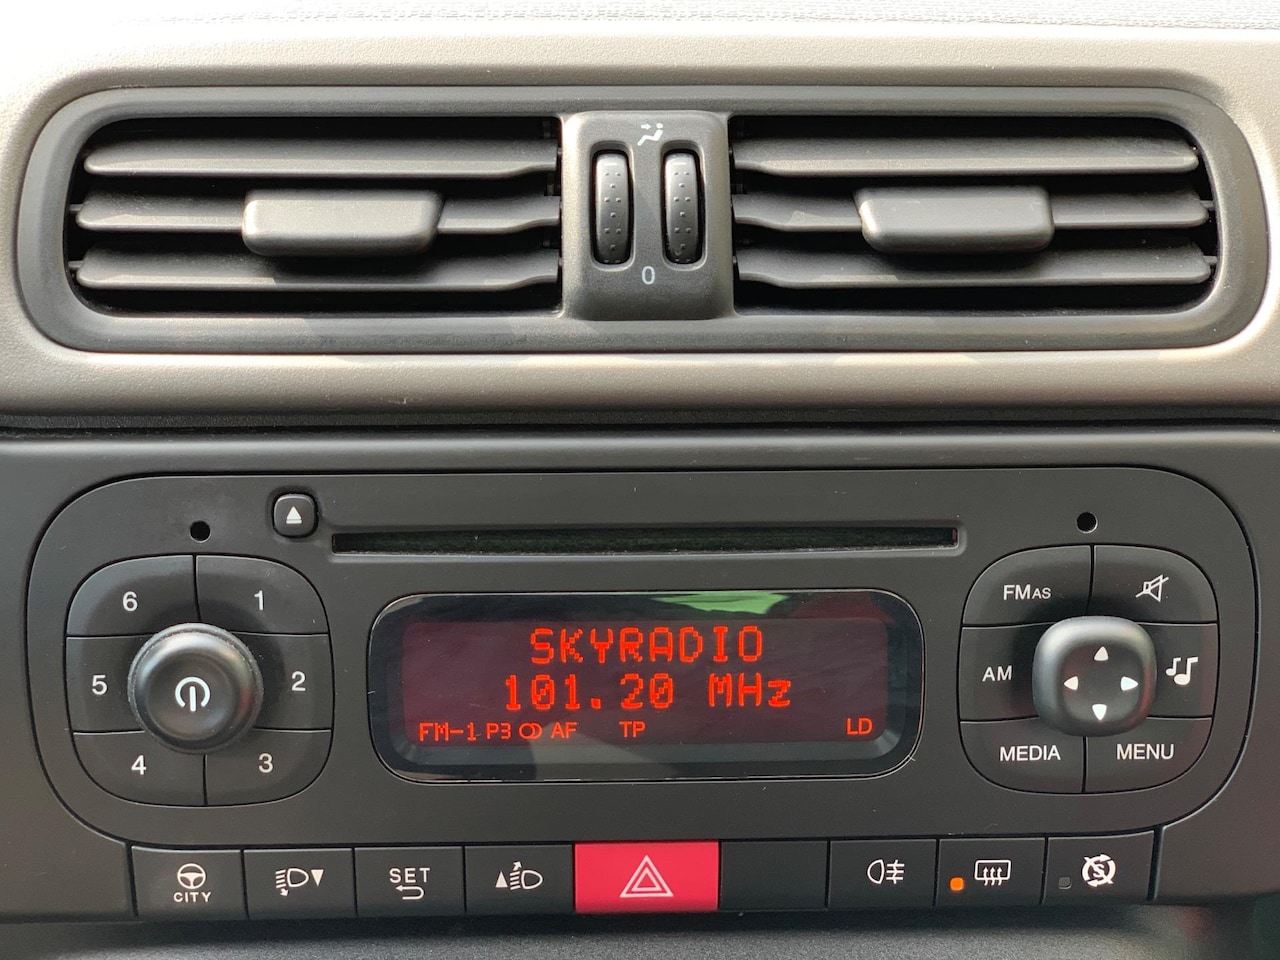 0
6
1
5
2
4
3
SKYRADIO
101.20 MHz
FM-1 P3 AF TP LD
FMAS
AM
MEDIA
MENU
CITY
SET
S